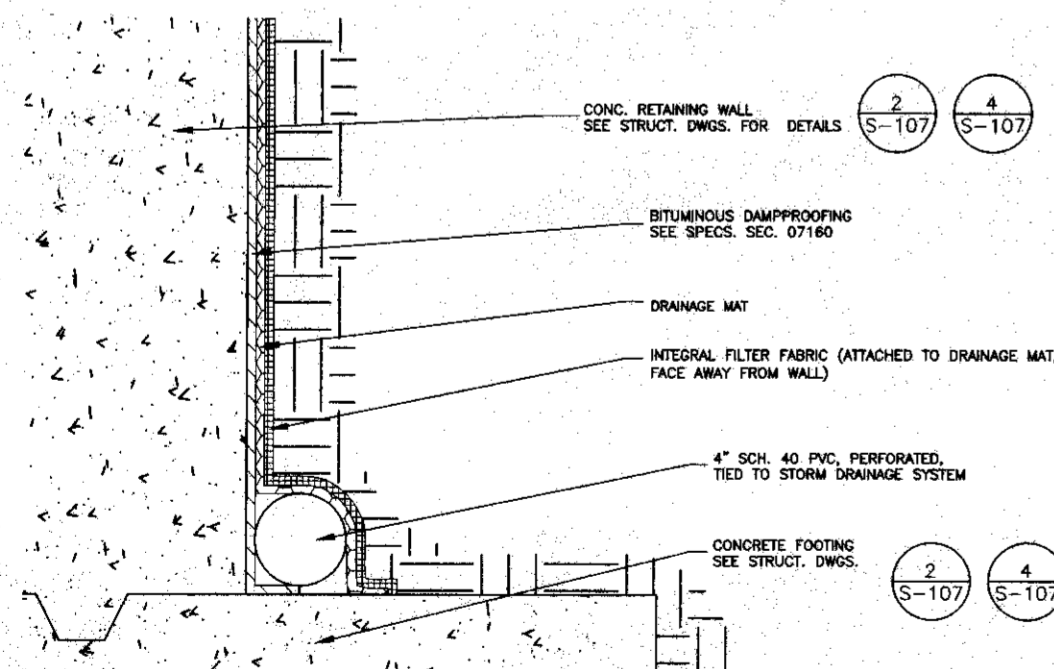 CONC. RETAINING WALL
SEE STRUCT. DWGS. FOR DETAILS
2
S-107
4
S-107
BITUMINOUS DAMPPROOFING
SEE SPECS. SEC. 07160
DRAINAGE MAT
INTEGRAL FILTER FABRIC (ATTACHED TO DRAINAGE MAT,
FACE AWAY FROM WALL)
4" SCH. 40 PVC, PERFORATED,
TIED TO STORM DRAINAGE SYSTEM
CONCRETE FOOTING
SEE STRUCT. DWGS.
2
S-107
4
S-107